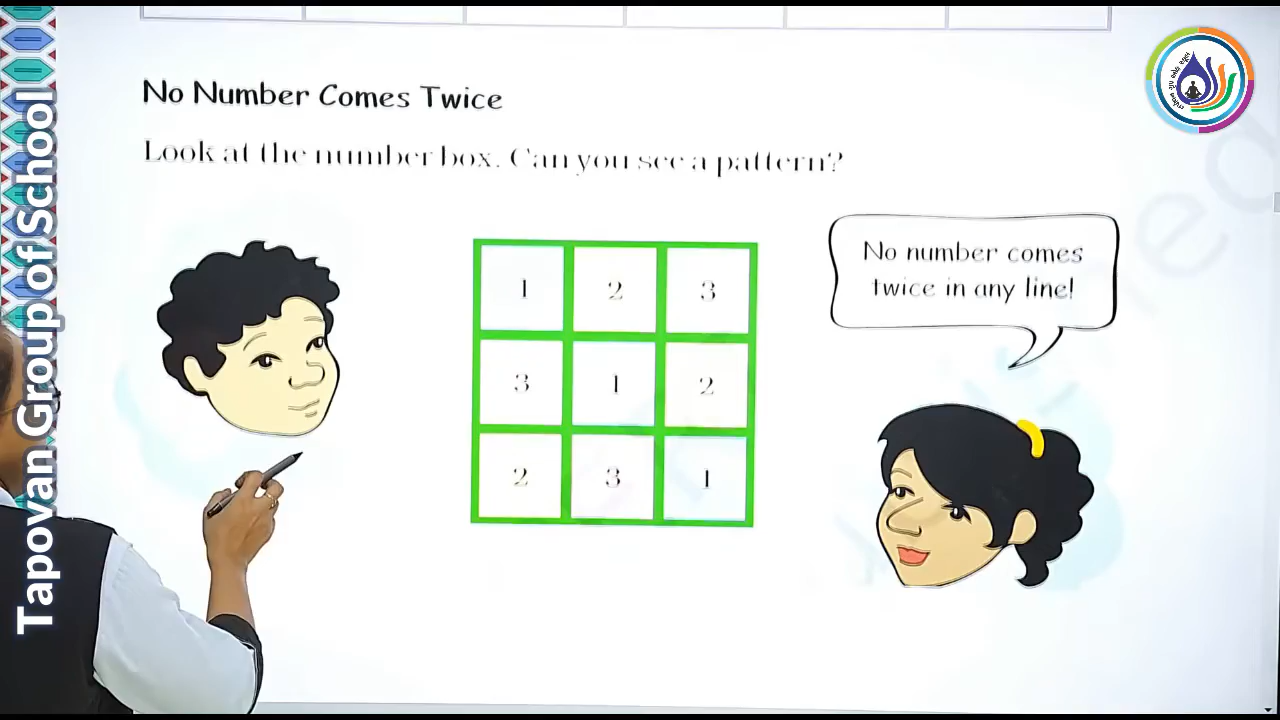 No Number Comes Twice
Look at the number box. Can you see a pattern?
No number comes
twice in any line!
1 2 3
3 1 2
2 3 1
Tapovan Group of School